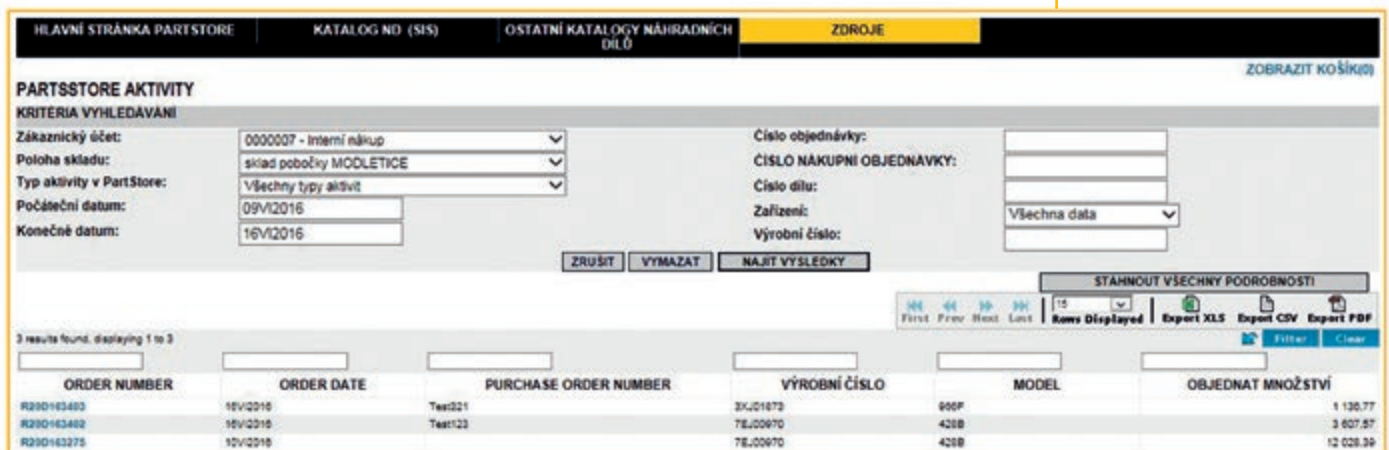 HLAVNÍ STRÁNKA PARTSTORE KATALOG ND (SIS) OSTATNÍ KATALOGY NÁHRADNÍCH DÍLŮ ZDROJE
ZOBRAZIT KOŠÍK(0)
PARTSSTORE AKTIVITY
KRITÉRIA VYHLEDÁVÁNÍ
Zákaznický účet: 0000007 - Interní nákup Číslo objednávky:
Poloha skladu: sklad pobočky MODLETICE ČÍSLO NÁKUPNÍ OBJEDNÁVKY:
Typ aktivity v PartStore: Všechny typy aktivit Číslo dílu:
Počáteční datum: 09VI2016 Zařízení: Všechna data
Konečné datum: 16VI2016 Výrobní číslo:
ZRUŠIT VYMAZAT NAJÍT VÝSLEDKY
STÁHNOUT VŠECHNY PODROBNOSTI
First Prev Next Last 15 Rows Displayed Export XLS Export CSV Export PDF
3 results found, displaying 1 to 3 Filter Clear
ORDER NUMBER ORDER DATE PURCHASE ORDER NUMBER VÝROBNÍ ČÍSLO MODEL OBJEDNAT MNOŽSTVÍ
R20D163403 16VI2016 Test321 3XJ01873 966F 1 136,77
R20D163402 16VI2016 Test123 7EJ00970 428B 3 607,57
R20D163275 10VI2016 7EJ00970 428B 12 028,39